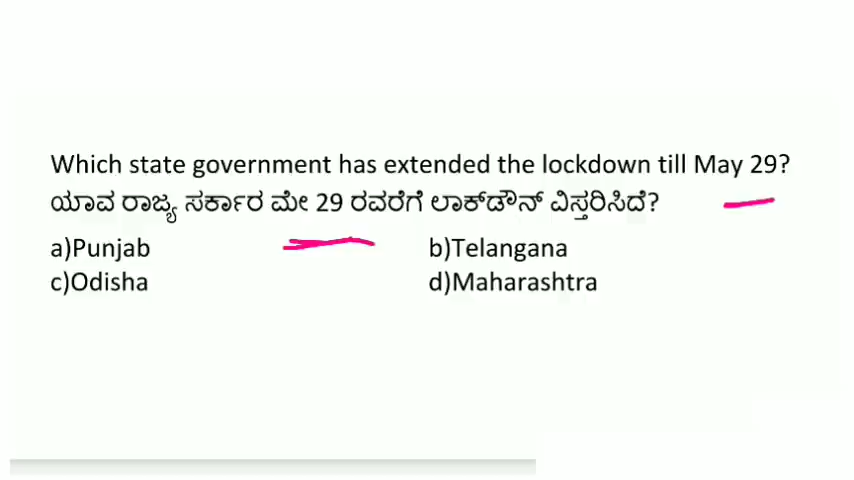 Which state government has extended the lockdown till May 29?
ಯಾವ ರಾಜ್ಯ ಸರ್ಕಾರ ಮೇ 29 ರವರೆಗೆ ಲಾಕ್‌ಡೌನ್ ವಿಸ್ತರಿಸಿದೆ?
a)Punjab b)Telangana
c)Odisha d)Maharashtra